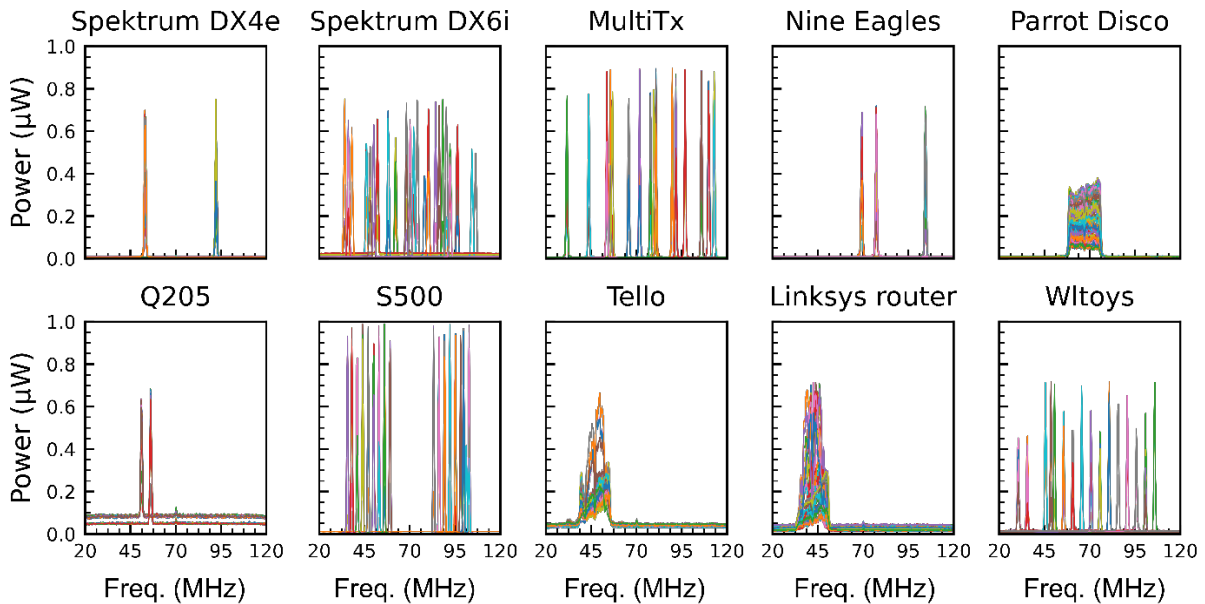 Spektrum DX4e Spektrum DX6i MultiTx Nine Eagles Parrot Disco
1.0
0.8
0.6
0.4
0.2
0.0
Power (μW)
Q205 S500 Tello Linksys router Wltoys
1.0
0.8
0.6
0.4
0.2
0.0
Power (μW)
20 45 70 95 120 20 45 70 95 120 20 45 70 95 120 20 45 70 95 120 20 45 70 95 120
Freq. (MHz) Freq. (MHz) Freq. (MHz) Freq. (MHz) Freq. (MHz)